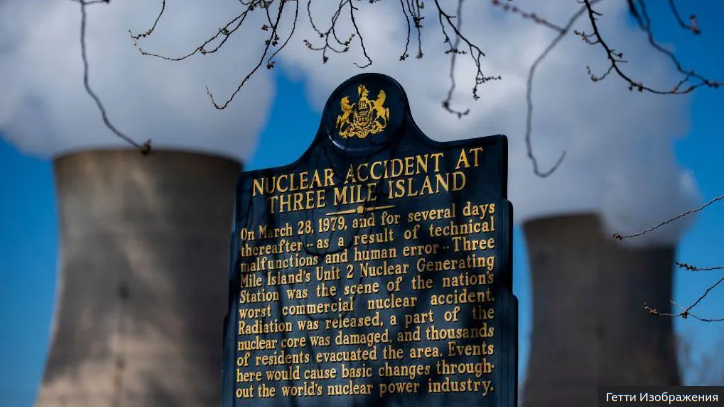 NUCLEAR ACCIDENT AT
THREE MILE ISLAND
On March 28, 1979, and for several days
thereafter--as a result of technical
malfunctions and human error--Three
Mile Island's Unit 2 Nuclear Generating
Station was the scene of the nation's
worst commercial nuclear accident.
Radiation was released, a part of the
nuclear core was damaged, and thousands
of residents evacuated the area. Events
here would cause basic changes through-
out the world's nuclear power industry.
Гетти Изображения